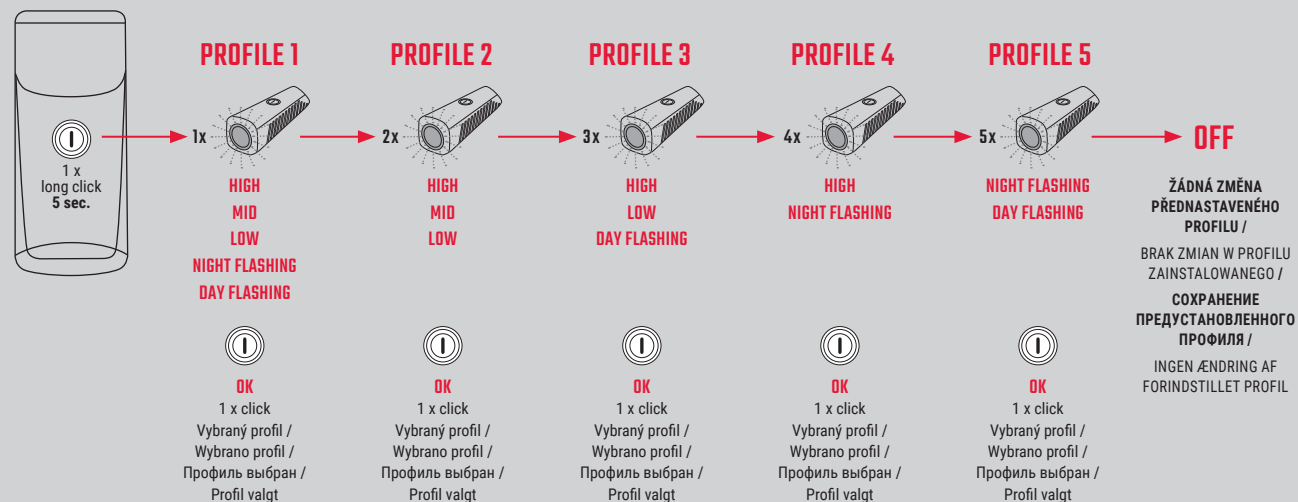 1 x
long click
5 sec.
PROFILE 1
1x
HIGH
MID
LOW
NIGHT FLASHING
DAY FLASHING
OK
1 x click
Vybraný profil /
Wybrano profil /
Профиль выбран /
Profil valgt
PROFILE 2
2x
HIGH
MID
LOW
OK
1 x click
Vybraný profil /
Wybrano profil /
Профиль выбран /
Profil valgt
PROFILE 3
3x
HIGH
LOW
DAY FLASHING
OK
1 x click
Vybraný profil /
Wybrano profil /
Профиль выбран /
Profil valgt
PROFILE 4
4x
HIGH
NIGHT FLASHING
OK
1 x click
Vybraný profil /
Wybrano profil /
Профиль выбран /
Profil valgt
PROFILE 5
5x
NIGHT FLASHING
DAY FLASHING
OK
1 x click
Vybraný profil /
Wybrano profil /
Профиль выбран /
Profil valgt
OFF
ŽÁDNÁ ZMĚNA
PŘEDNASTAVENÉHO
PROFILU /
BRAK ZMIAN W PROFILU
ZAINSTALOWANEGO /
СОХРАНЕНИЕ
ПРЕДУСТАНОВЛЕННОГО
ПРОФИЛЯ /
INGEN ÆNDRING AF
FORINDSTILLET PROFIL